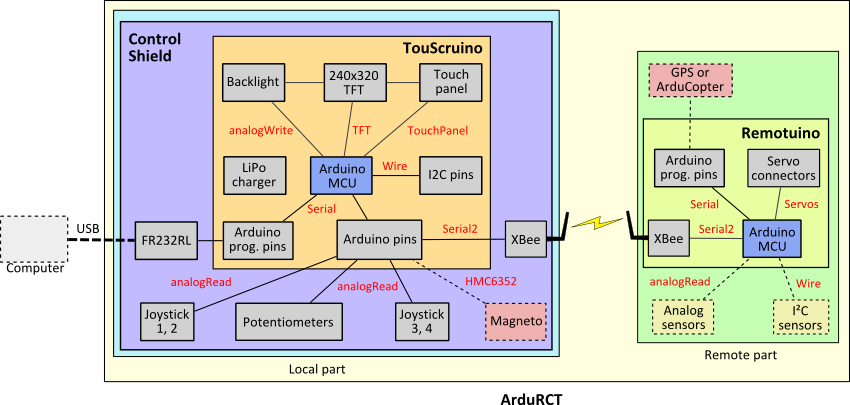 Control
Shield
TouScruino
Backlight
240x320
TFT
Touch
panel
analogWrite
TFT
TouchPanel
LiPo
charger
Arduino
MCU
Wire
I2C pins
Serial
USB
FR232RL
Arduino
prog. pins
Arduino pins
Serial2
XBee
Computer
analogRead
analogRead
HMC6352
Joystick
1, 2
Potentiometers
Joystick
3, 4
Magneto
Local part
GPS or
ArduCopter
Remotuino
Arduino
prog. pins
Servo
connectors
Serial
Servos
XBee
Serial2
Arduino
MCU
analogRead
Wire
Analog
sensors
I²C
sensors
Remote part
ArduRCT